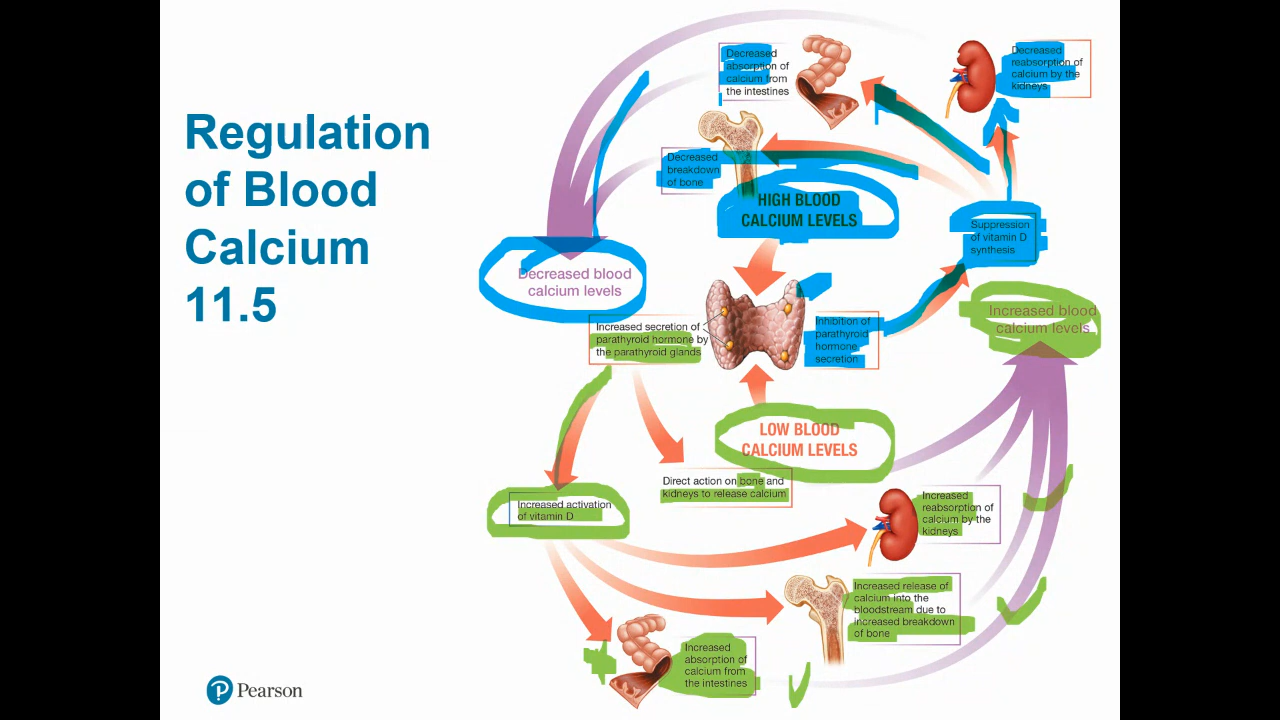 Regulation
of Blood
Calcium
11.5
Decreased
absorption of
calcium from
the intestines
Decreased
reabsorption of
calcium by the
kidneys
Decreased
breakdown
of bone
HIGH BLOOD
CALCIUM LEVELS
Suppression
of vitamin D
synthesis
Decreased blood
calcium levels
Increased blood
calcium levels
Increased secretion of
parathyroid hormone by
the parathyroid glands
Inhibition of
parathyroid
hormone
secretion
LOW BLOOD
CALCIUM LEVELS
Direct action on bone and
kidneys to release calcium
Increased activation
of vitamin D
Increased
reabsorption of
calcium by the
kidneys
Increased release of
calcium into the
bloodstream due to
increased breakdown
of bone
Increased
absorption of
calcium from
the intestines
P Pearson